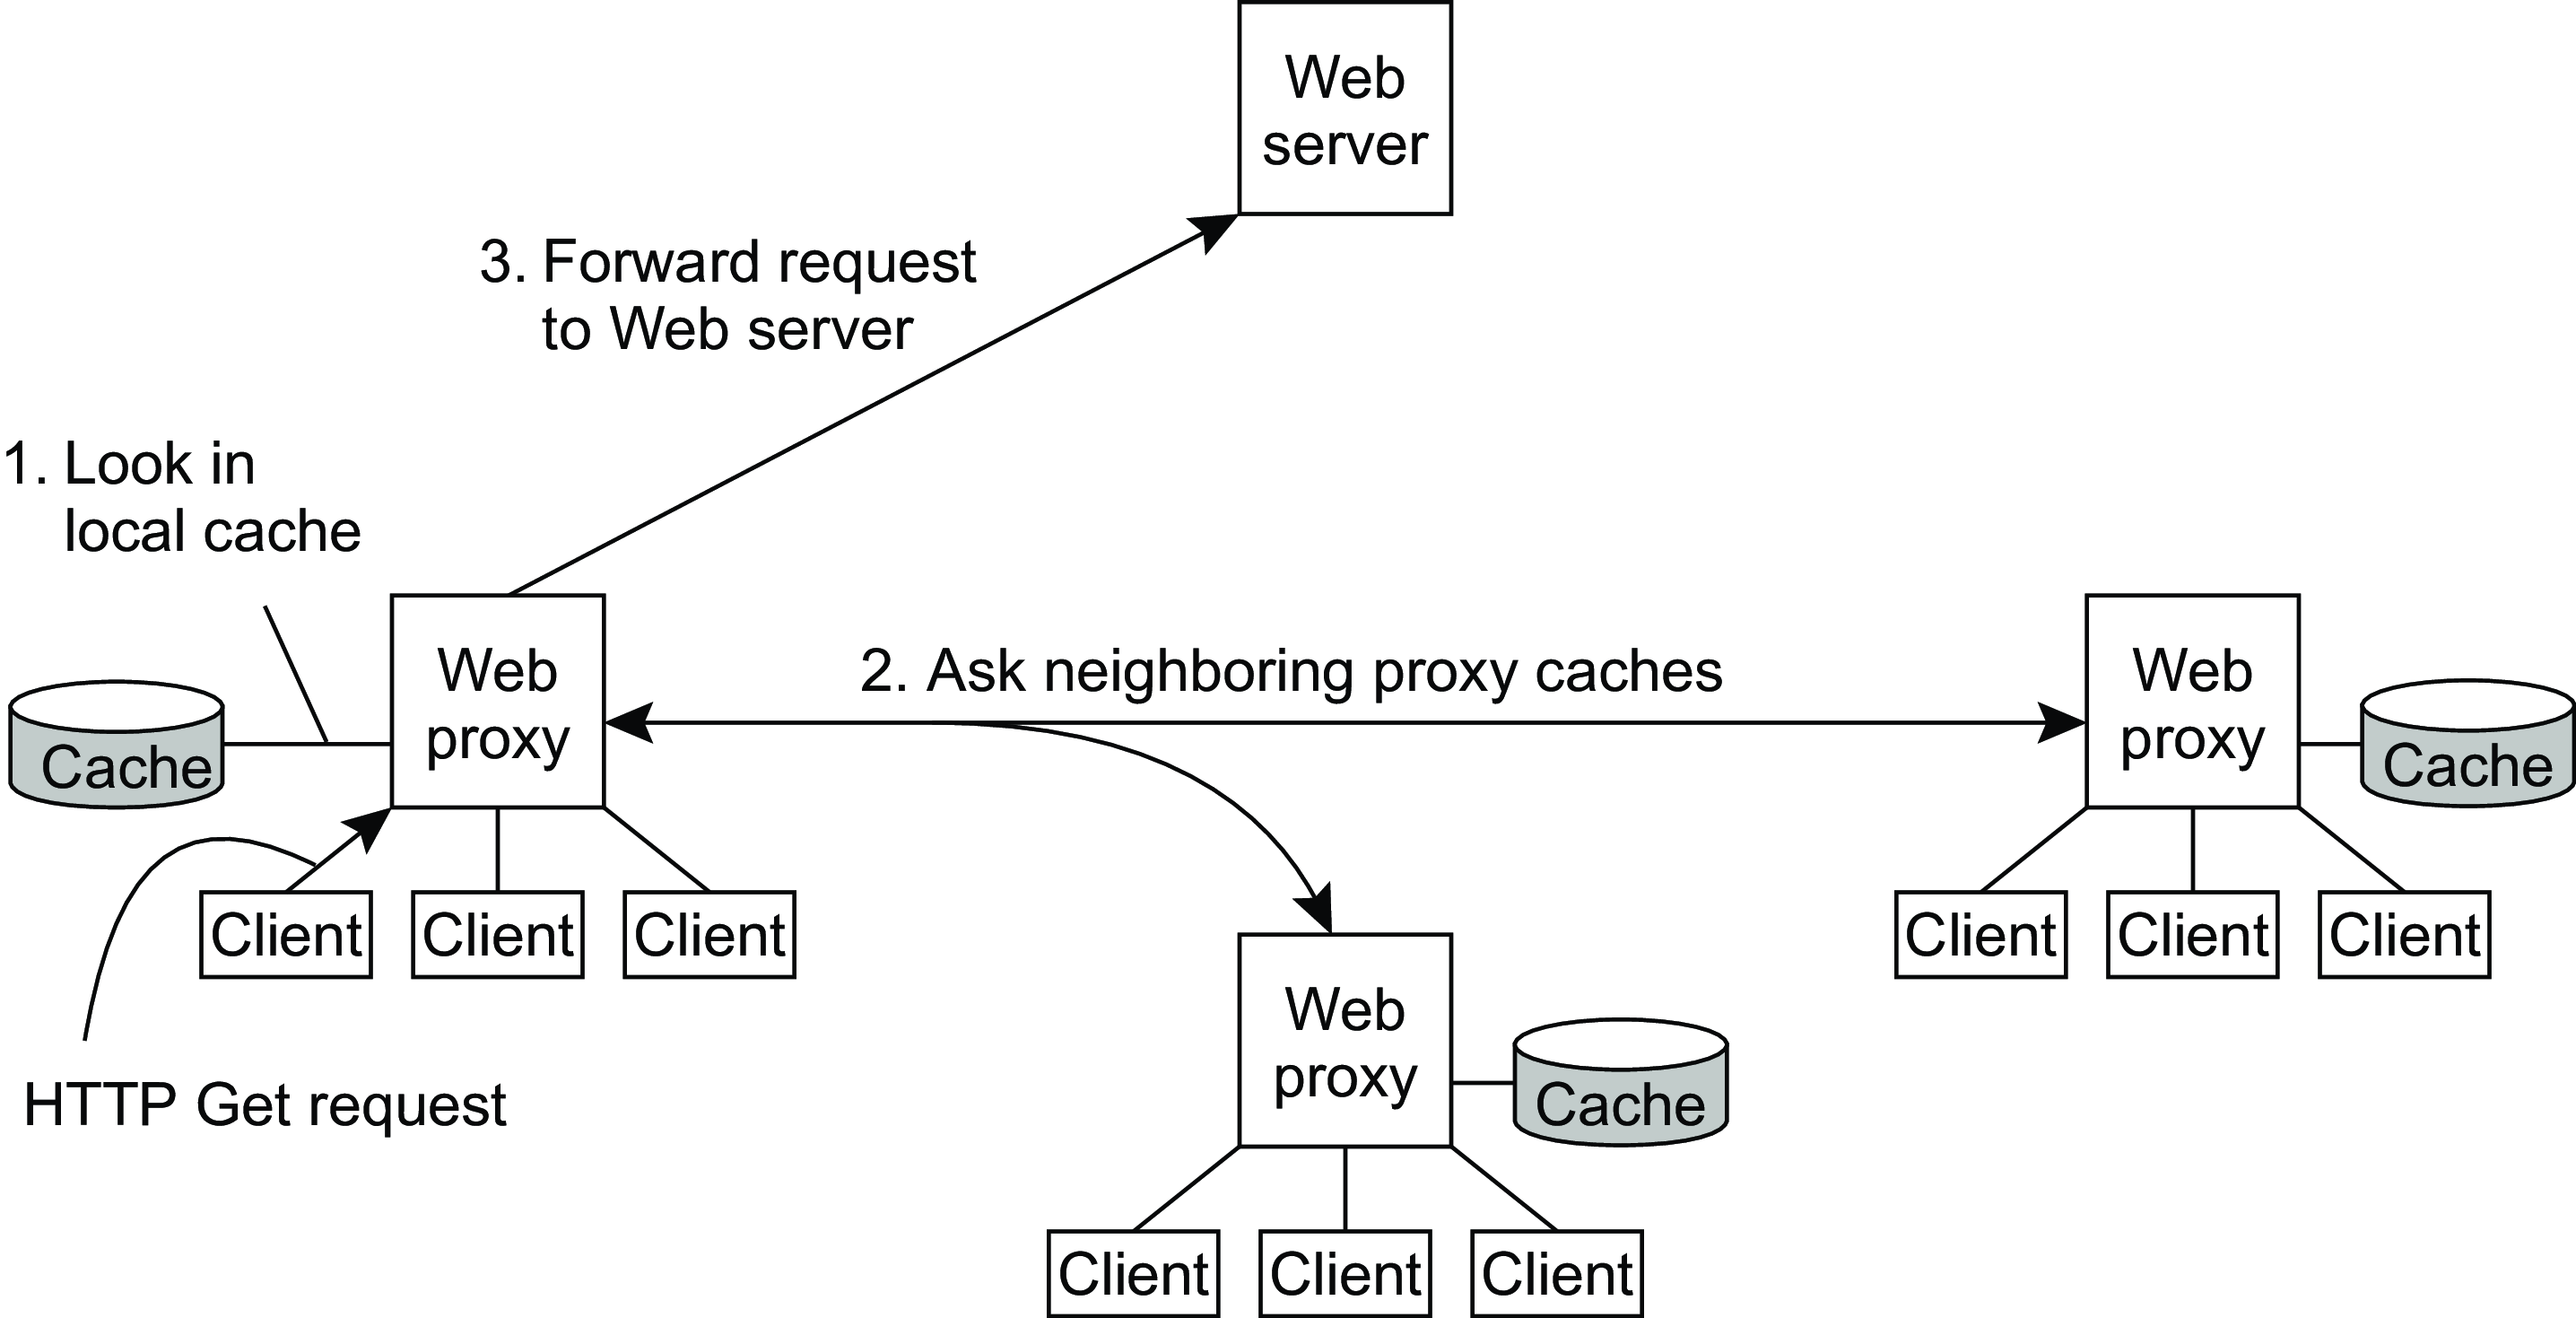 Web
server
3. Forward request
to Web server
1. Look in
local cache
Web
proxy
Cache
2. Ask neighboring proxy caches
Web
proxy
Cache
Client
Client
Client
HTTP Get request
Client
Client
Client
Web
proxy
Cache
Client
Client
Client